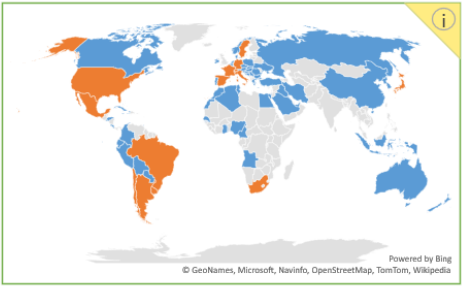 i
Powered by Bing
© GeoNames, Microsoft, Navinfo, OpenStreetMap, TomTom, Wikipedia